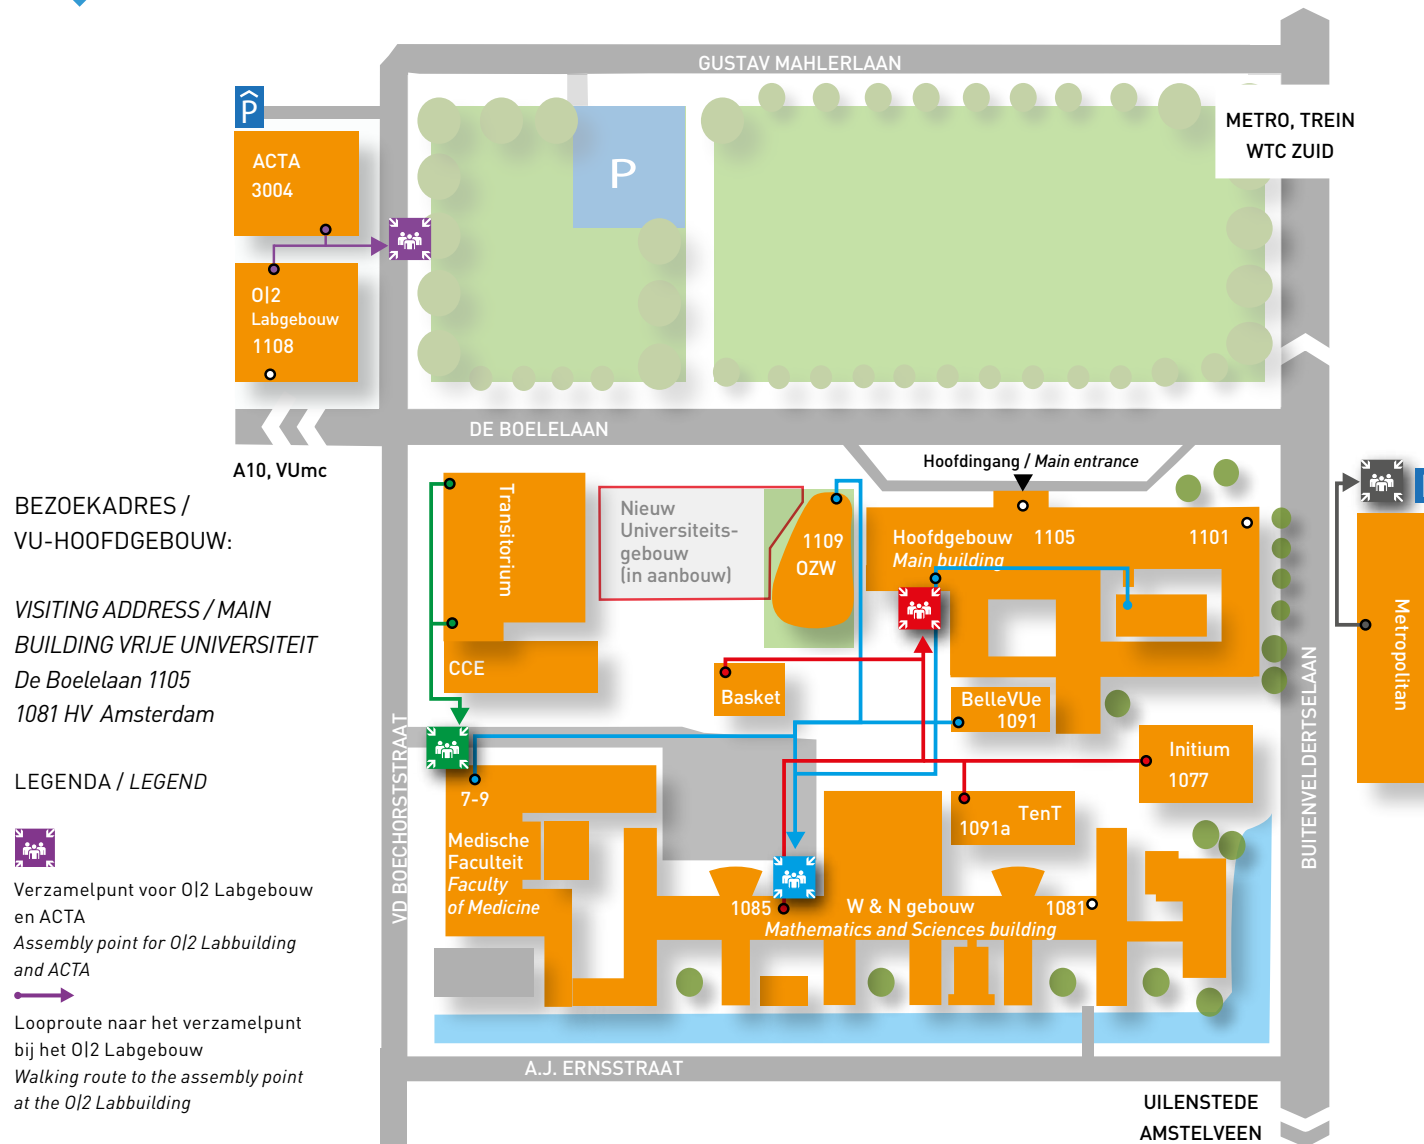 GUSTAV MAHLERLAAN
METRO, TREIN
WTC ZUID
P
ACTA
3004
P
O|2
Labgebouw
1108
DE BOELELAAN
A10, VUmc
Hoofdingang / Main entrance
BEZOEKADRES /
VU-HOOFDGEBOUW:
VISITING ADDRESS / MAIN
BUILDING VRIJE UNIVERSITEIT
De Boelelaan 1105
1081 HV Amsterdam
LEGENDA / LEGEND
Verzamelpunt voor O|2 Labgebouw
en ACTA
Assembly point for O|2 Labbuilding
and ACTA
Looproute naar het verzamelpunt
bij het O|2 Labgebouw
Walking route to the assembly point
at the O|2 Labbuilding
Transitorium
CCE
Nieuw
Universiteits-
gebouw
(in aanbouw)
1109
OZW
Hoofdgebouw 1105
Main building
1101
Metropolitan
Basket
BelleVUe
1091
Initium
1077
TenT
1091a
VD BOECHORSTSTRAAT
BUITENVELDERTSELAAN
7-9
Medische
Faculteit
Faculty
of Medicine
1085
W & N gebouw
1081
Mathematics and Sciences building
A.J. ERNSSTRAAT
UILENSTEDE
AMSTELVEEN